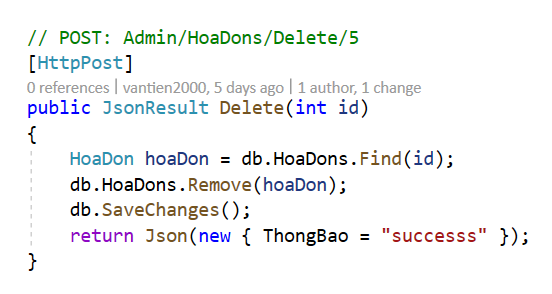 // POST: Admin/HoaDons/Delete/5
[HttpPost]
0 references | vantien2000, 5 days ago | 1 author, 1 change
public JsonResult Delete(int id)
{
    HoaDon hoaDon = db.HoaDons.Find(id);
    db.HoaDons.Remove(hoaDon);
    db.SaveChanges();
    return Json(new { ThongBao = "successs" });
}